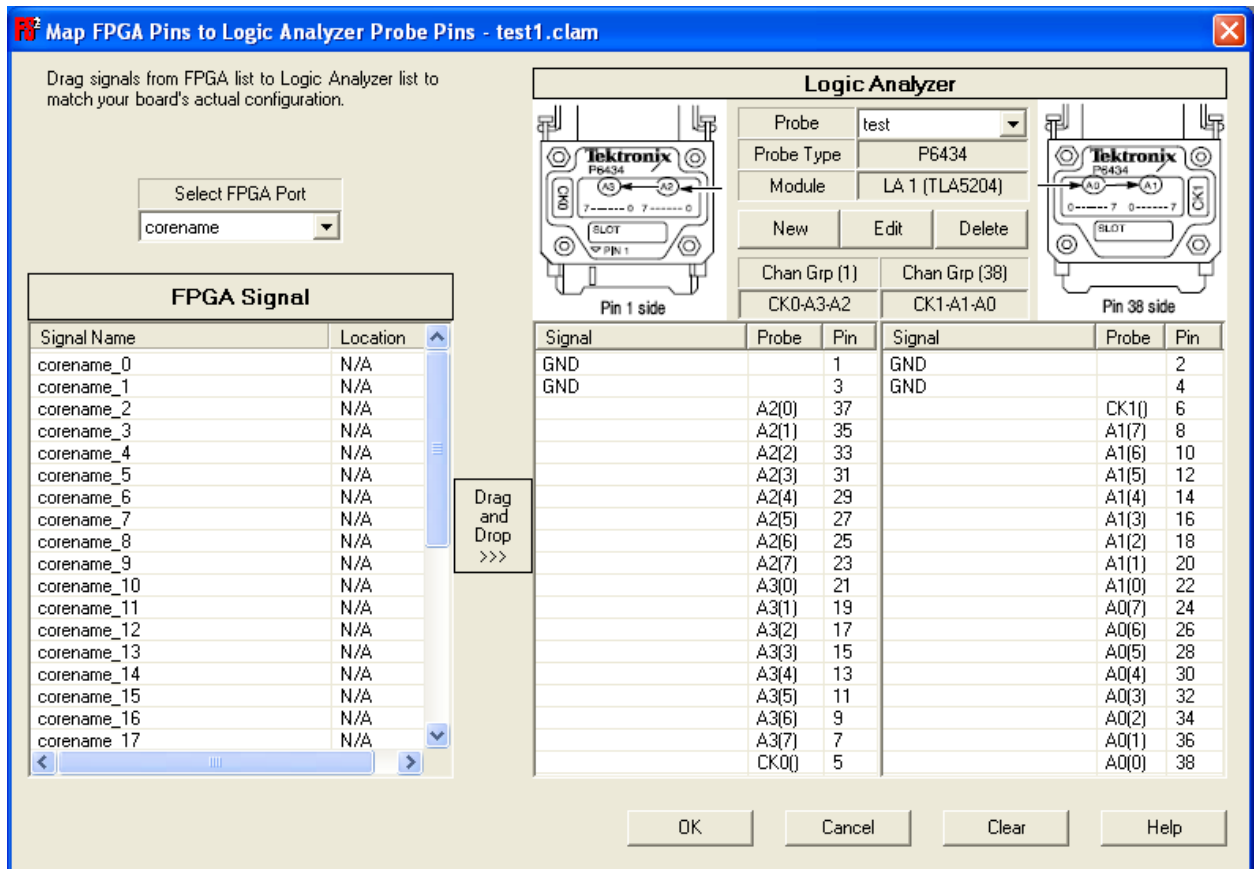 Map FPGA Pins to Logic Analyzer Probe Pins - test1.clam
Drag signals from FPGA list to Logic Analyzer list to
match your board's actual configuration.
Select FPGA Port
corename
FPGA Signal
Signal Name Location
corename_0 N/A
corename_1 N/A
corename_2 N/A
corename_3 N/A
corename_4 N/A
corename_5 N/A
corename_6 N/A
corename_7 N/A
corename_8 N/A
corename_9 N/A
corename_10 N/A
corename_11 N/A
corename_12 N/A
corename_13 N/A
corename_14 N/A
corename_15 N/A
corename_16 N/A
corename_17 N/A
Drag
and
Drop
>>>
Logic Analyzer
Tektronix
P6434
A3 A2
CK0
7 0 7 0
SLOT
PIN 1
Pin 1 side
Probe test
Probe Type P6434
Module LA 1 (TLA5204)
New Edit Delete
Chan Grp (1) Chan Grp (38)
CK0-A3-A2 CK1-A1-A0
Tektronix
P6434
A0 A1
CK1
0 7 0 7
SLOT
Pin 38 side
Signal Probe Pin Signal Probe Pin
GND 1 GND 2
GND 3 GND 4
A2(0) 37 CK1() 6
A2(1) 35 A1(7) 8
A2(2) 33 A1(6) 10
A2(3) 31 A1(5) 12
A2(4) 29 A1(4) 14
A2(5) 27 A1(3) 16
A2(6) 25 A1(2) 18
A2(7) 23 A1(1) 20
A3(0) 21 A1(0) 22
A3(1) 19 A0(7) 24
A3(2) 17 A0(6) 26
A3(3) 15 A0(5) 28
A3(4) 13 A0(4) 30
A3(5) 11 A0(3) 32
A3(6) 9 A0(2) 34
A3(7) 7 A0(1) 36
CK0() 5 A0(0) 38
OK Cancel Clear Help